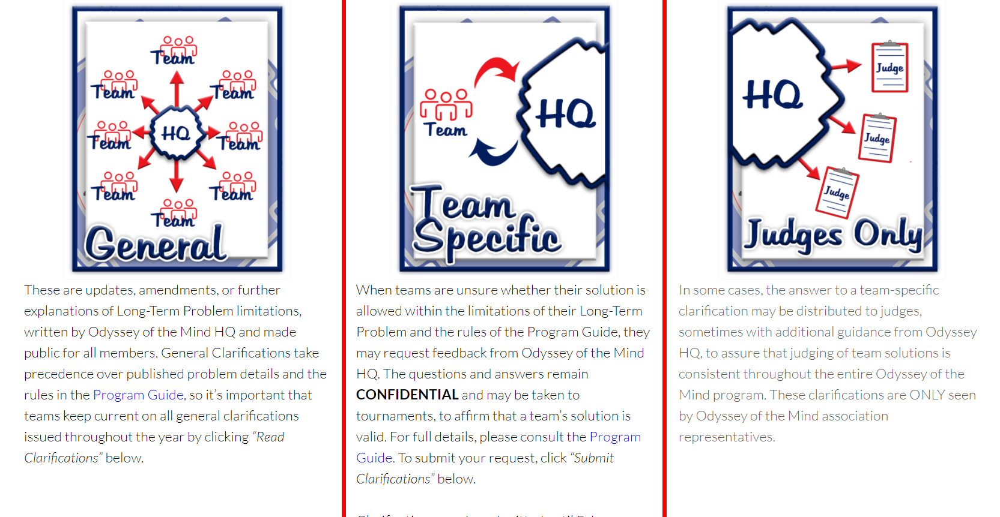 Team
Team
Team
Team
HQ
Team
Team
Team
Team
General
These are updates, amendments, or further
explanations of Long-Term Problem limitations,
written by Odyssey of the Mind HQ and made
public for all members. General Clarifications take
precedence over published problem details and the
rules in the Program Guide, so it’s important that
teams keep current on all general clarifications
issued throughout the year by clicking “Read
Clarifications” below.
Team
HQ
Team
Specific
When teams are unsure whether their solution is
allowed within the limitations of their Long-Term
Problem and the rules of the Program Guide, they
may request feedback from Odyssey of the Mind
HQ. The questions and answers remain
CONFIDENTIAL and may be taken to
tournaments, to affirm that a team’s solution is
valid. For full details, please consult the Program
Guide. To submit your request, click “Submit
Clarifications” below.
HQ
Judge
Judge
Judge
Judges Only
In some cases, the answer to a team-specific
clarification may be distributed to judges,
sometimes with additional guidance from Odyssey
HQ, to assure that judging of team solutions is
consistent throughout the entire Odyssey of the
Mind program. These clarifications are ONLY seen
by Odyssey of the Mind association
representatives.